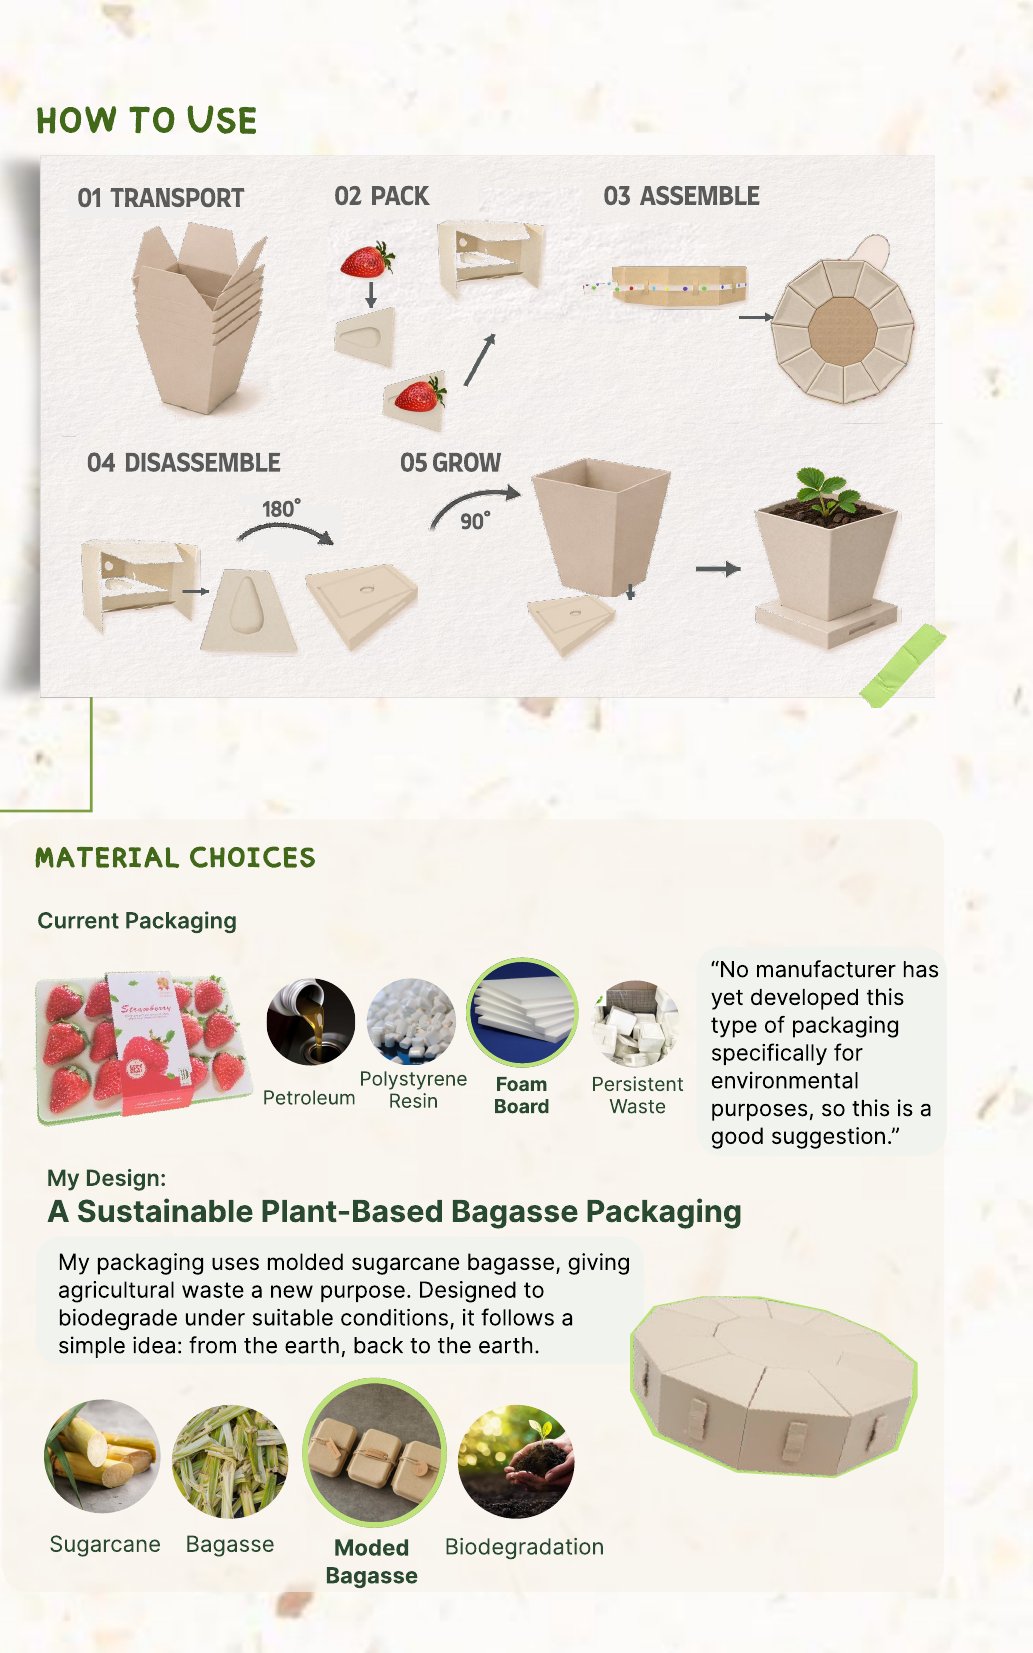 HOW TO USE
01 TRANSPORT
02 PACK
03 ASSEMBLE
04 DISASSEMBLE
180°
05 GROW
90°
MATERIAL CHOICES
Current Packaging
Strawberry
Petroleum
Polystyrene
Resin
Foam
Board
Persistent
Waste
“No manufacturer has
yet developed this
type of packaging
specifically for
environmental
purposes, so this is a
good suggestion.”
My Design:
A Sustainable Plant-Based Bagasse Packaging
My packaging uses molded sugarcane bagasse, giving
agricultural waste a new purpose. Designed to
biodegrade under suitable conditions, it follows a
simple idea: from the earth, back to the earth.
Sugarcane
Bagasse
Moded
Bagasse
Biodegradation